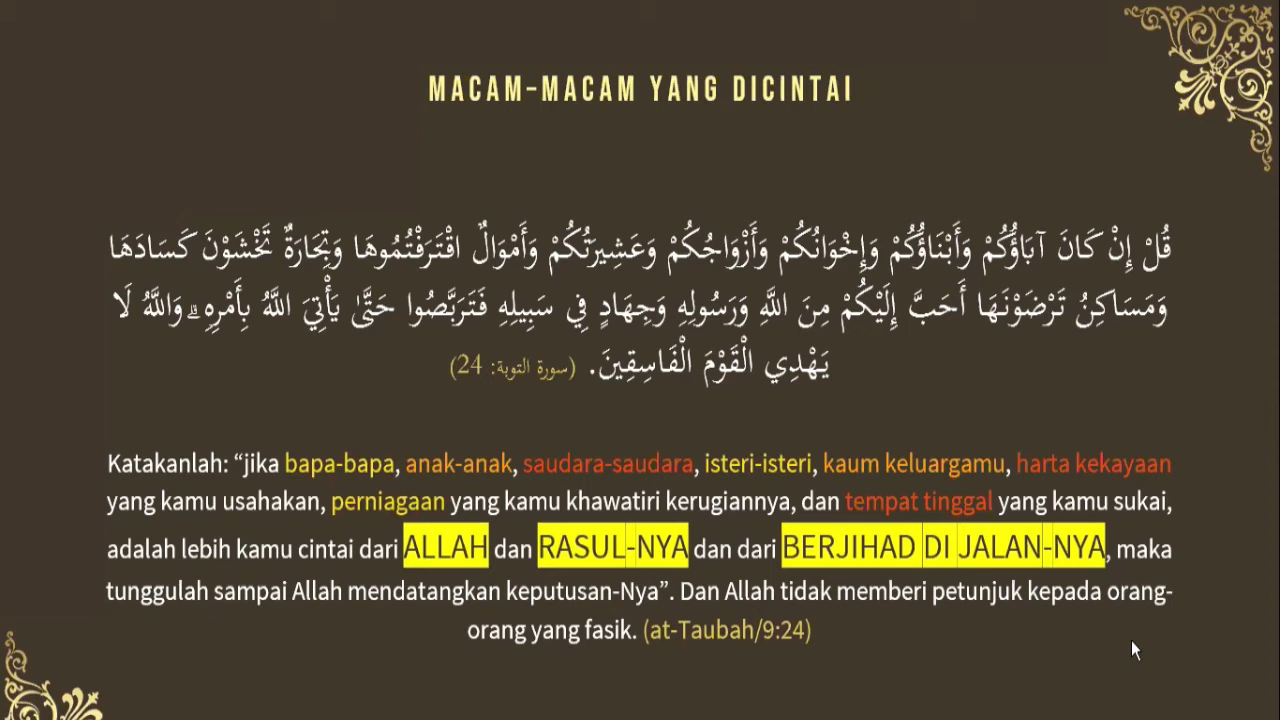 MACAM-MACAM YANG DICINTAI
قُلْ إِنْ كَانَ آبَاؤُكُمْ وَأَبْنَاؤُكُمْ وَإِخْوَانُكُمْ وَأَزْوَاجُكُمْ وَعَشِيرَتُكُمْ وَأَمْوَالٌ اقْتَرَفْتُمُوهَا وَتِجَارَةٌ تَخْشَوْنَ كَسَادَهَا
وَمَسَاكِنُ تَرْضَوْنَهَا أَحَبَّ إِلَيْكُمْ مِنَ اللَّهِ وَرَسُولِهِ وَجِهَادٍ فِي سَبِيلِهِ فَتَرَبَّصُوا حَتَّىٰ يَأْتِيَ اللَّهُ بِأَمْرِهِ ۗ وَاللَّهُ لَا
يَهْدِي الْقَوْمَ الْفَاسِقِينَ. (سورة التوبة: 24)
Katakanlah: “jika bapa-bapa, anak-anak, saudara-saudara, isteri-isteri, kaum keluargamu, harta kekayaan
yang kamu usahakan, perniagaan yang kamu khawatiri kerugiannya, dan tempat tinggal yang kamu sukai,
adalah lebih kamu cintai dari ALLAH dan RASUL-NYA dan dari BERJIHAD DI JALAN-NYA, maka
tunggulah sampai Allah mendatangkan keputusan-Nya”. Dan Allah tidak memberi petunjuk kepada orang-
orang yang fasik. (at-Taubah/9:24)